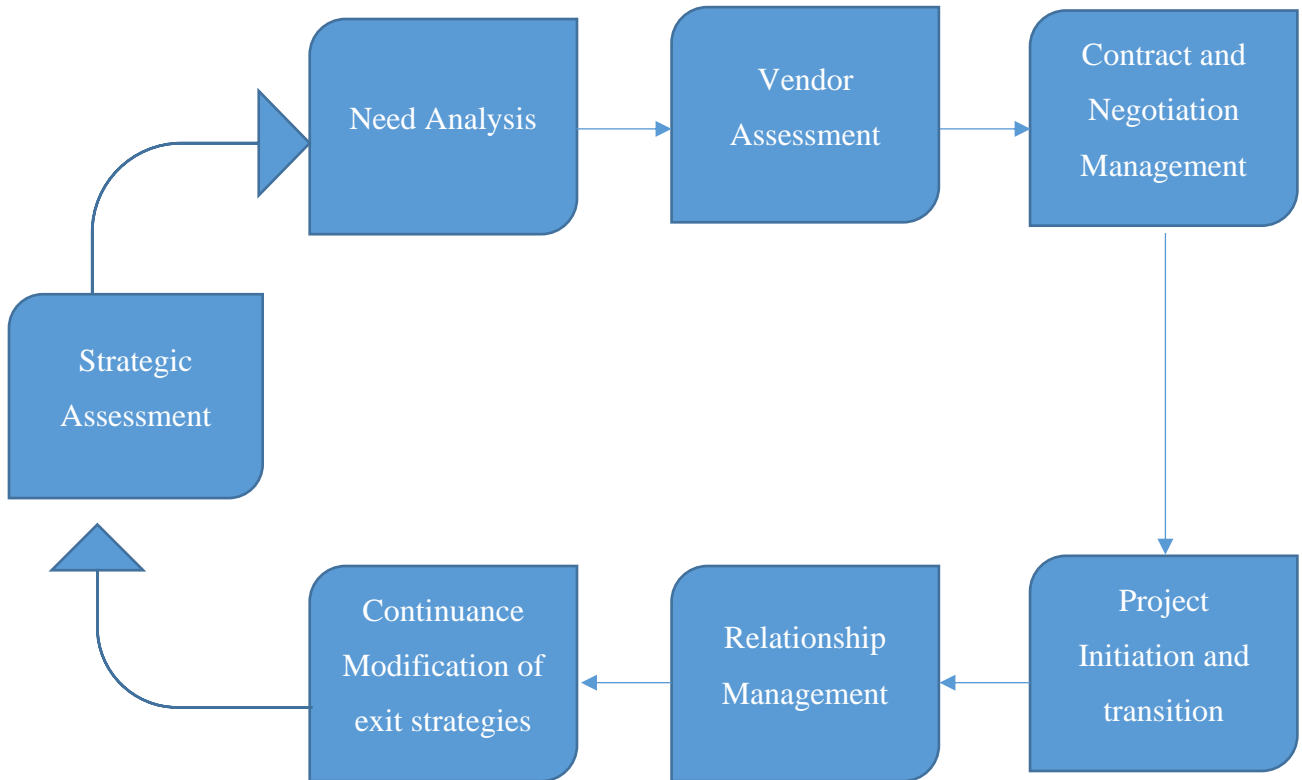 Need Analysis
Vendor
Assessment
Contract and
Negotiation
Management
Strategic
Assessment
Project
Initiation and
transition
Relationship
Management
Continuance
Modification of
exit strategies